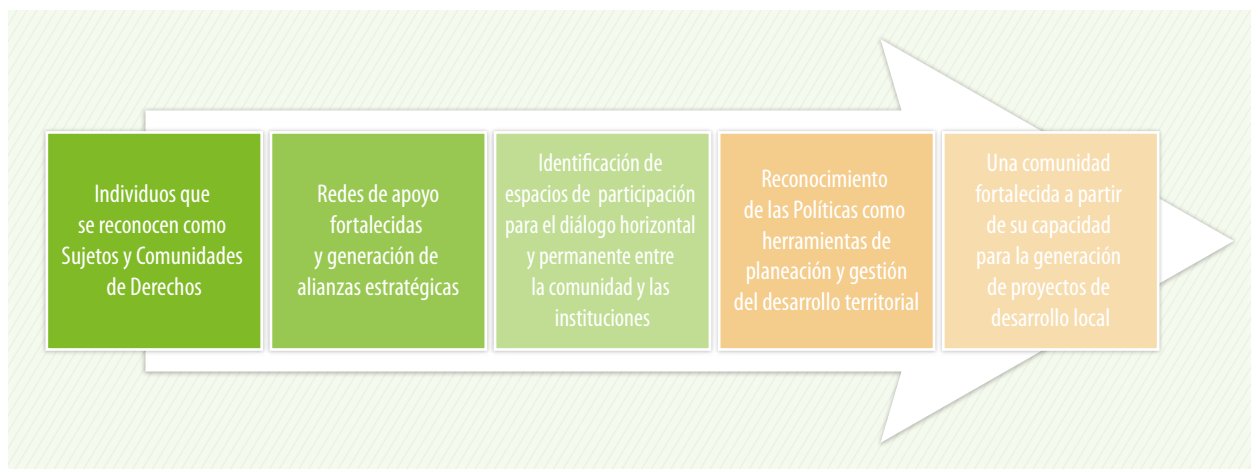 Individuos que
se reconocen como
Sujetos y Comunidades
de Derechos
Redes de apoyo
fortalecidas
y generación de
alianzas estratégicas
Identificación de
espacios de participación
para el diálogo horizontal
y permanente entre
la comunidad y las
instituciones
Reconocimiento
de las Políticas como
herramientas de
planeación y gestión
del desarrollo territorial
Una comunidad
fortalecida a partir
de su capacidad
para la generación
de proyectos de
desarrollo local